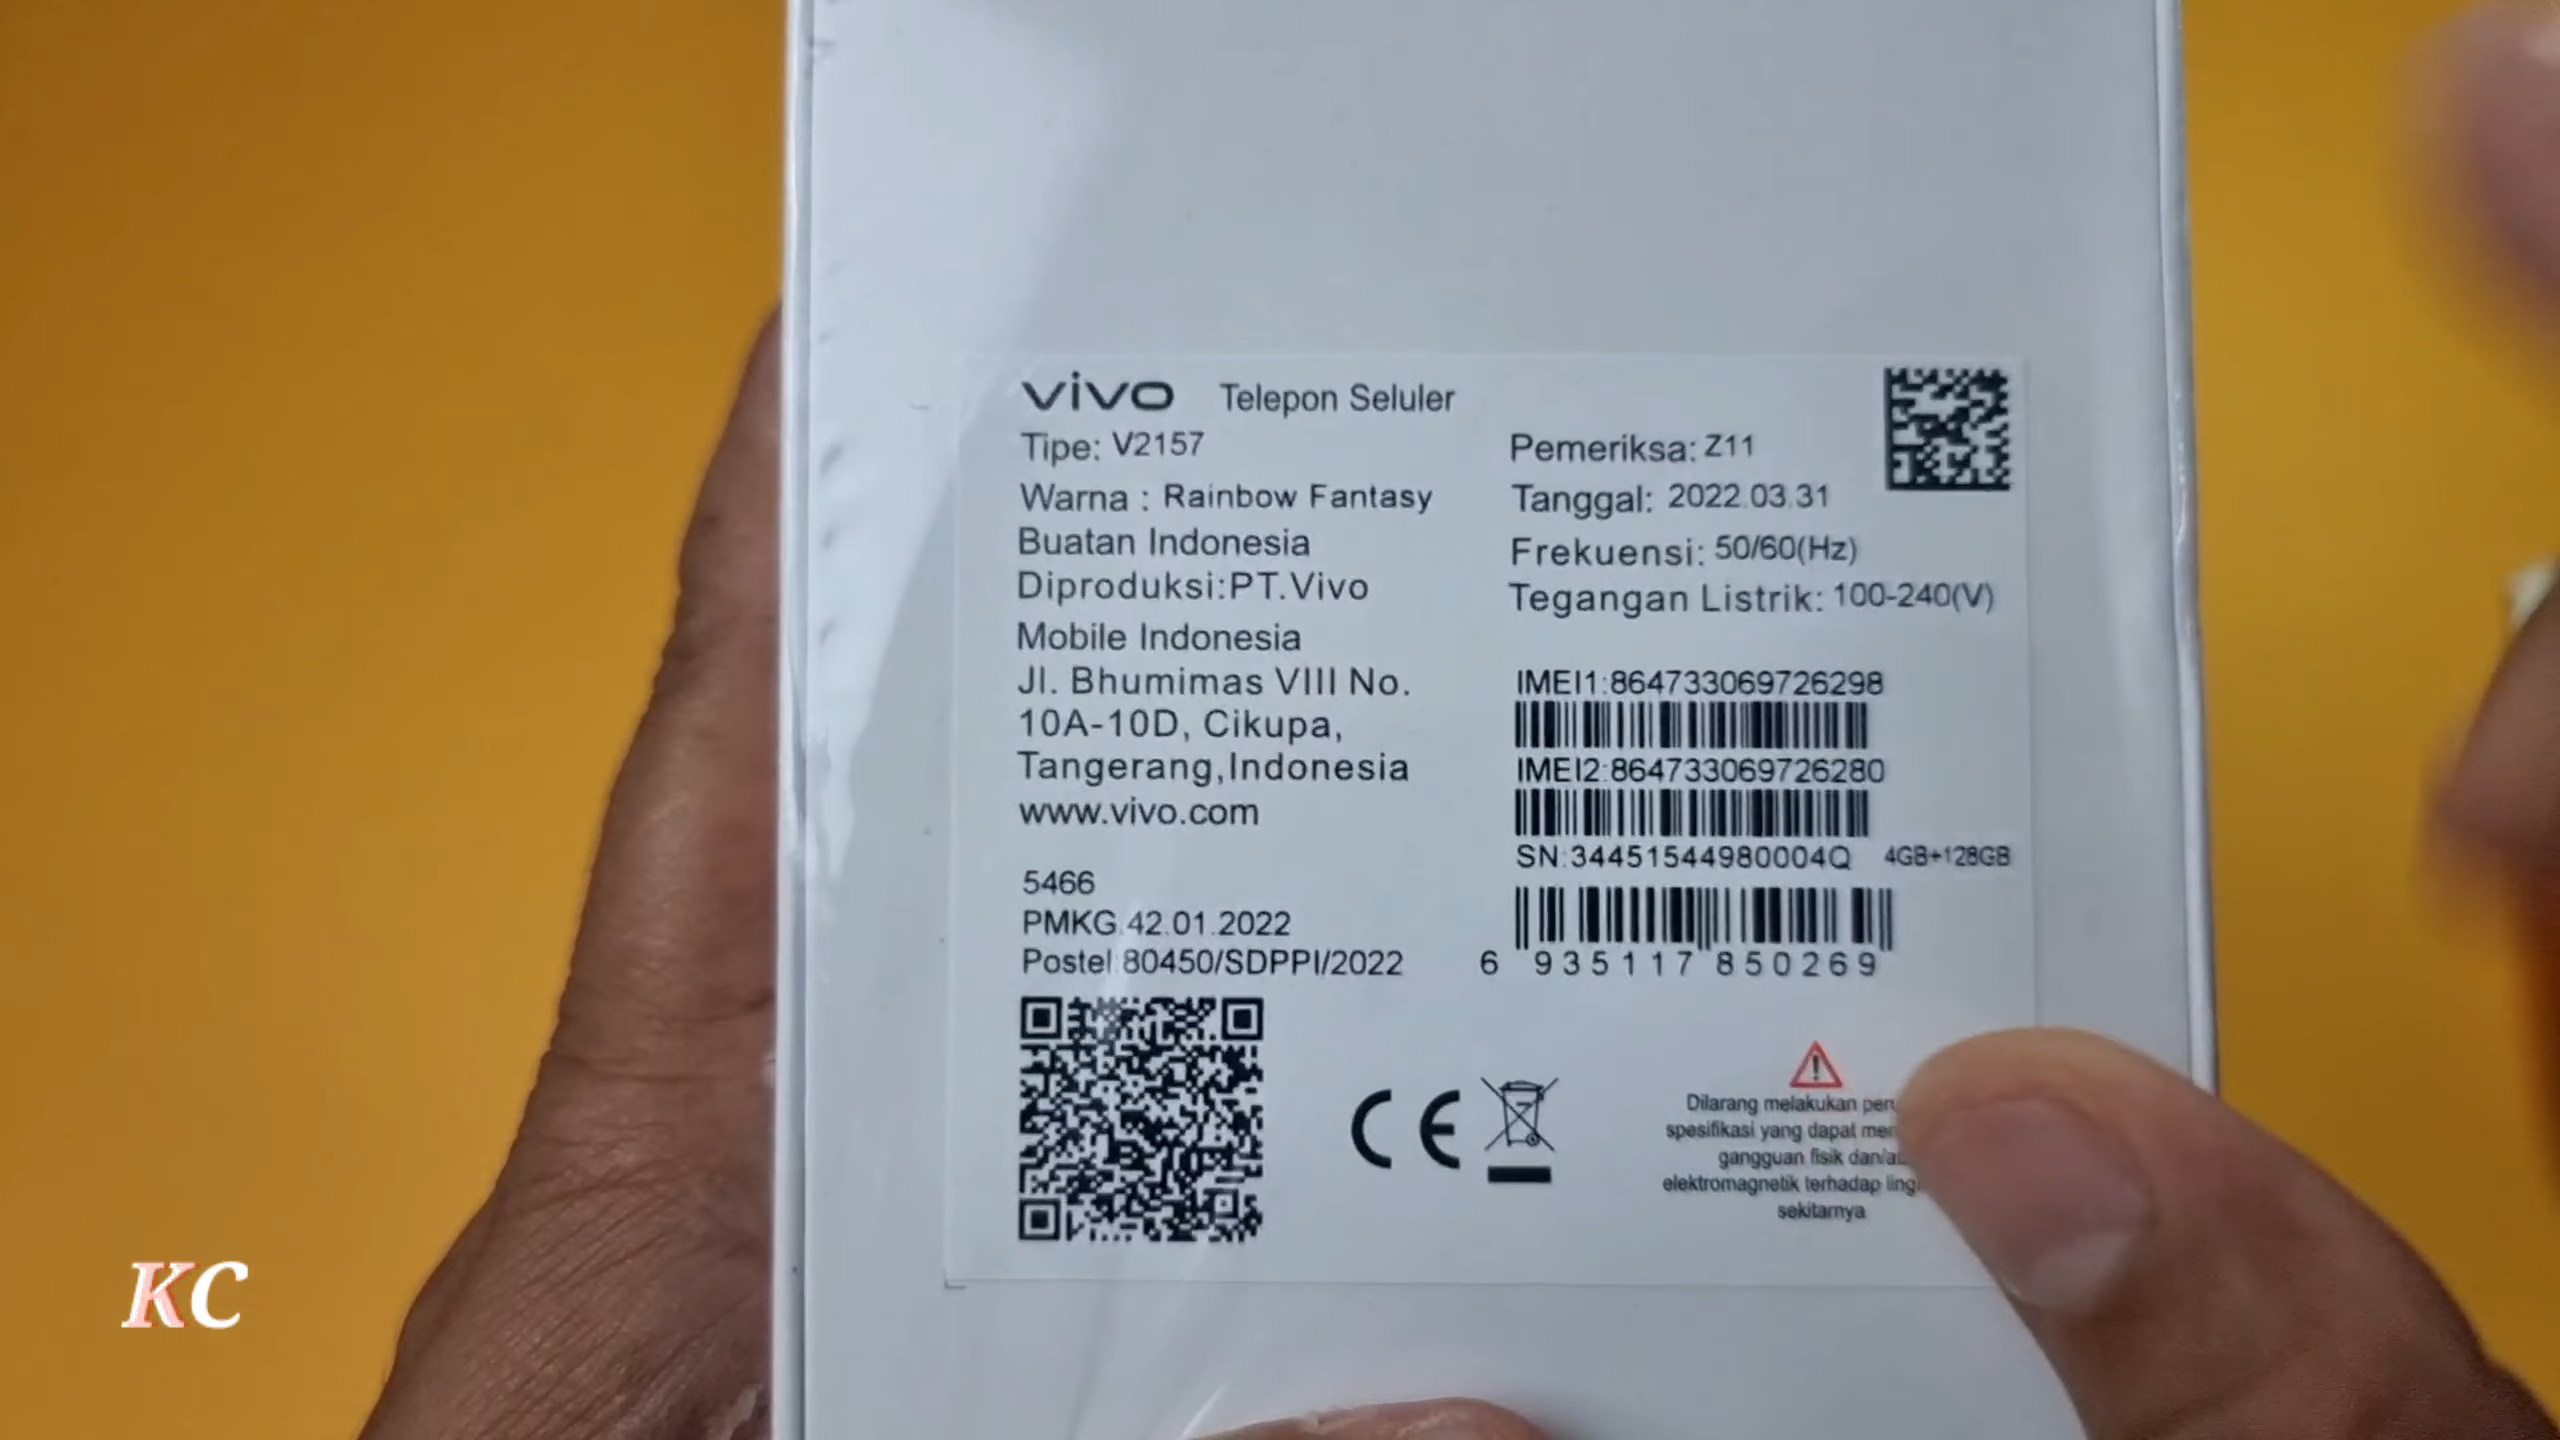 vivo Telepon Seluler
Tipe: V2157
Warna : Rainbow Fantasy
Buatan Indonesia
Diproduksi:PT.Vivo
Mobile Indonesia
Jl. Bhumimas VIII No.
10A-10D, Cikupa,
Tangerang,Indonesia
www.vivo.com
5466
PMKG.42.01.2022
Postel:80450/SDPPI/2022
Pemeriksa: Z11
Tanggal: 2022.03.31
Frekuensi: 50/60(Hz)
Tegangan Listrik: 100-240(V)
IMEI1:864733069726298
IMEI2:864733069726280
SN:34451544980004Q 4GB+128GB
6 935117 850269
CE
Dilarang melakukan
spesifikasi yang dapat
gangguan fisik
elektromagnetik terhadap
sekitarnya
KC